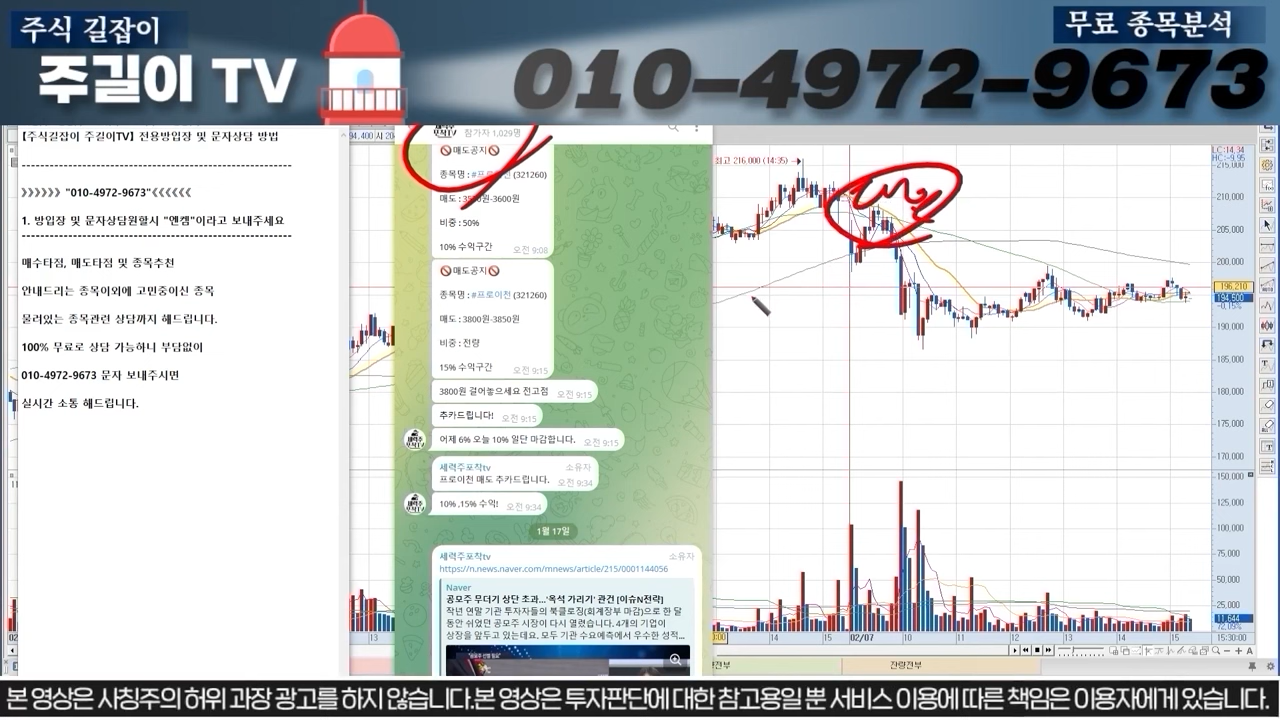 주식 길잡이
주길이 TV
무료 종목분석
010-4972-9673
[주식길잡이 주길이TV] 전용방입장 및 문자상담 방법
>>>>>> "010-4972-9673"<<<<<<
1. 방입장 및 문자상담원할시 "엔켐"이라고 보내주세요
매수타점, 매도타점 및 종목추천
안내드리는 종목이외에 고민중이신 종목
물려있는 종목관련 상담까지 해드립니다.
100% 무료로 상담 가능하니 부담없이
010-4972-9673 문자 보내주시면
실시간 소통 해드립니다.
참가자 1,029명
🚫매도공지🚫
종목명 : #프로이천 (321260)
매도 : 3500원-3600원
비중 : 50%
10% 수익구간
오전 9:08
🚫매도공지🚫
종목명 : #프로이천 (321260)
매도 : 3800원-3850원
비중 : 전량
15% 수익구간
오전 9:15
3800원 걸어놓으세요 전고점
오전 9:15
추카드립니다!
오전 9:15
어제 6% 오늘 10% 일단 마감합니다.
오전 9:15
세력주포착tv
소유자
프로이천 매도 추카드립니다.
오전 9:34
10% ,15% 수익!
오전 9:34
1월 17일
세력주포착tv
소유자
https://n.news.naver.com/mnews/article/215/0001144056
Naver
공모주 무더기 상단 초과...'옥석 가리기' 관건 [이슈N전략]
작년 연말 기관 투자자들의 북클로징(회계장부 마감)으로 한 달
동안 쉬었던 공모주 시장이 다시 열렸습니다. 4개의 기업이
상장을 앞두고 있는데요. 모두 기관 수요예측에서 우수한 성적...
최고 216,000 (14:35)
LC:14.34
HC:-9.95
215,000
210,000
205,000
200,000
196,210
194,600
-0.15%
190,000
185,000
180,000
175,000
170,000
150,000
125,000
100,000
75,000
50,000
25,000
11,644
72.09%
13
14
15
02/07
10
11
12
13
14
15
15:30:00
잔량전부
본 영상은 사칭주의 허위 과장 광고를 하지 않습니다.본 영상은 투자판단에 대한 참고용일 뿐 서비스 이용에 따른 책임은 이용자에게 있습니다.